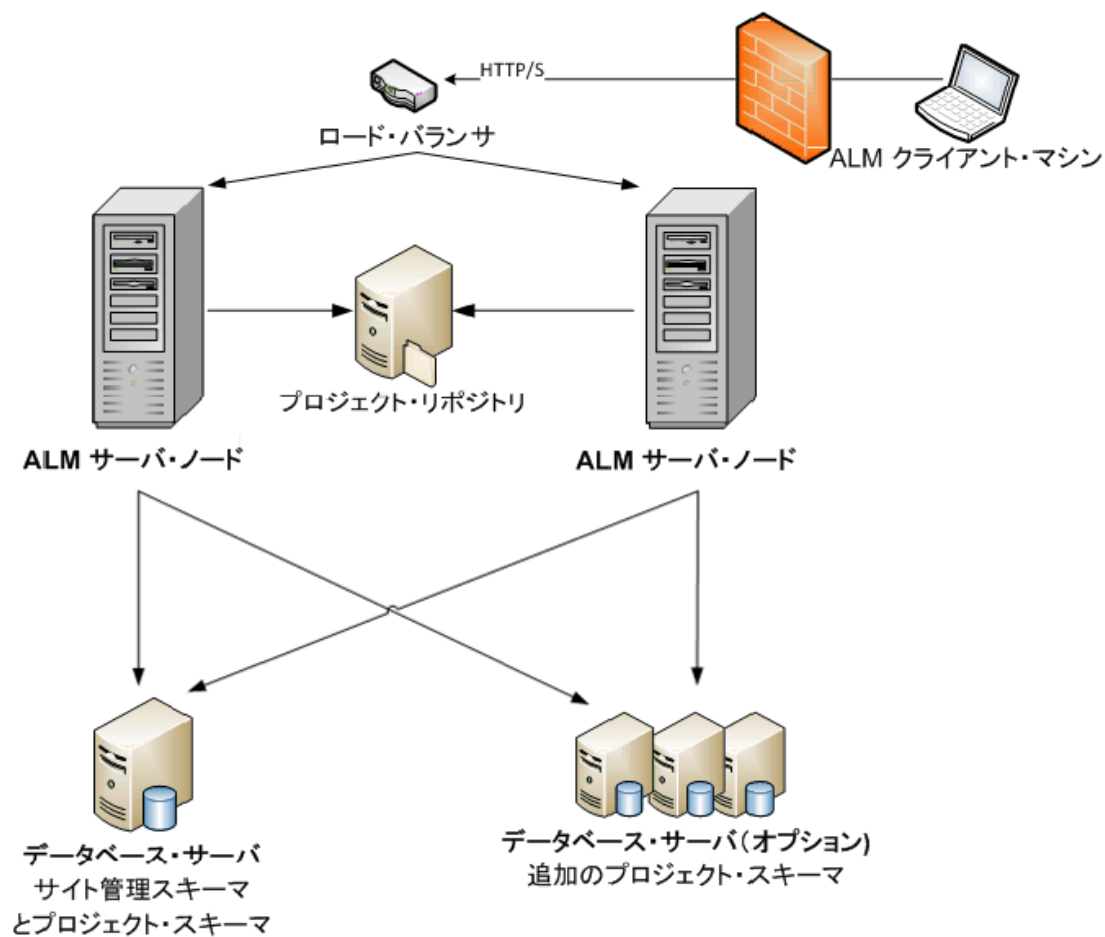 HTTP/S
ロード・バランサ
ALM クライアント・マシン
プロジェクト・リポジトリ
ALM サーバ・ノード
ALM サーバ・ノード
データベース・サーバ
サイト管理スキーマ
とプロジェクト・スキーマ
データベース・サーバ(オプション)
追加のプロジェクト・スキーマ